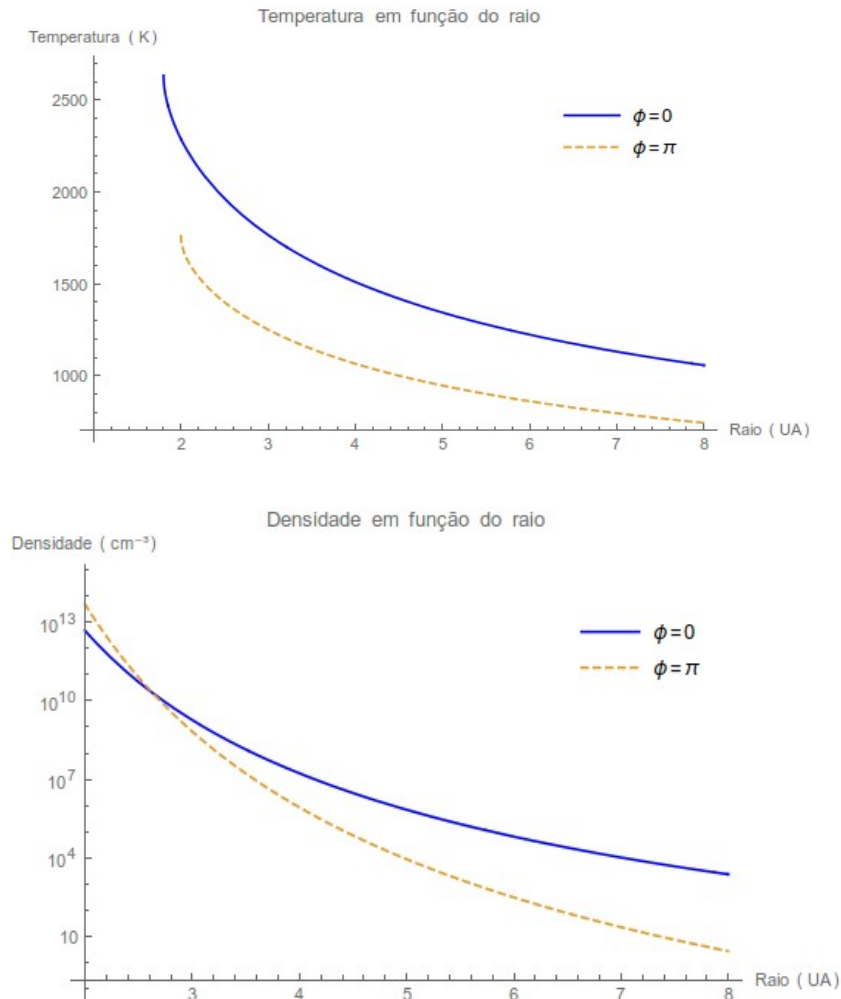 Temperatura em função do raio
Temperatura ( K)
2500
ϕ=0
ϕ=π
2000
1500
1000
Raio ( UA)
2 3 4 5 6 7 8
Densidade em função do raio
Densidade ( cm⁻³)
10¹³
ϕ=0
ϕ=π
10¹⁰
10⁷
10⁴
10
Raio ( UA)
3 4 5 6 7 8